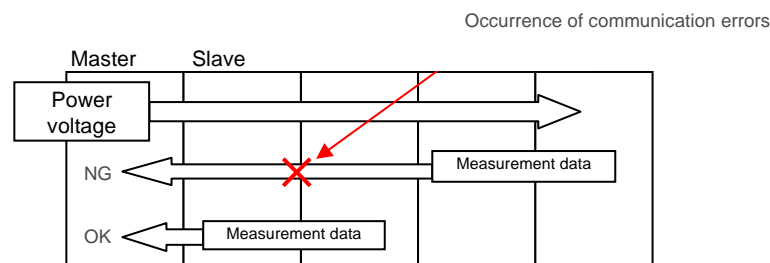 Occurrence of communication errors
Master Slave
Power
voltage
NG
Measurement data
OK
Measurement data